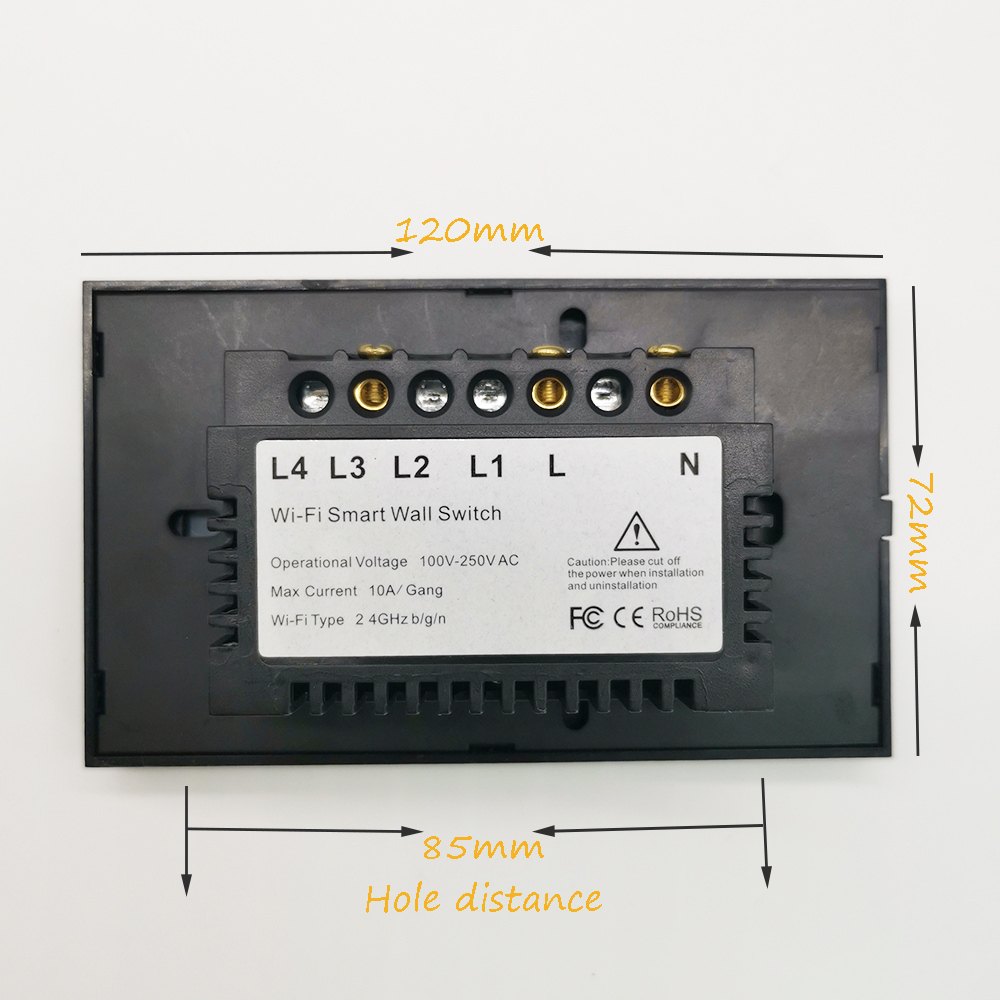 120mm
L4 L3 L2 L1 L N
Wi-Fi Smart Wall Switch
Operational Voltage 100V-250V AC
Max Current 10A/Gang
Wi-Fi Type 2 4GHz b/g/n
Caution:Please cut off
the power when installation
and uninstallation
FC CE RoHS
COMPLIANCE
72mm
85mm
Hole distance